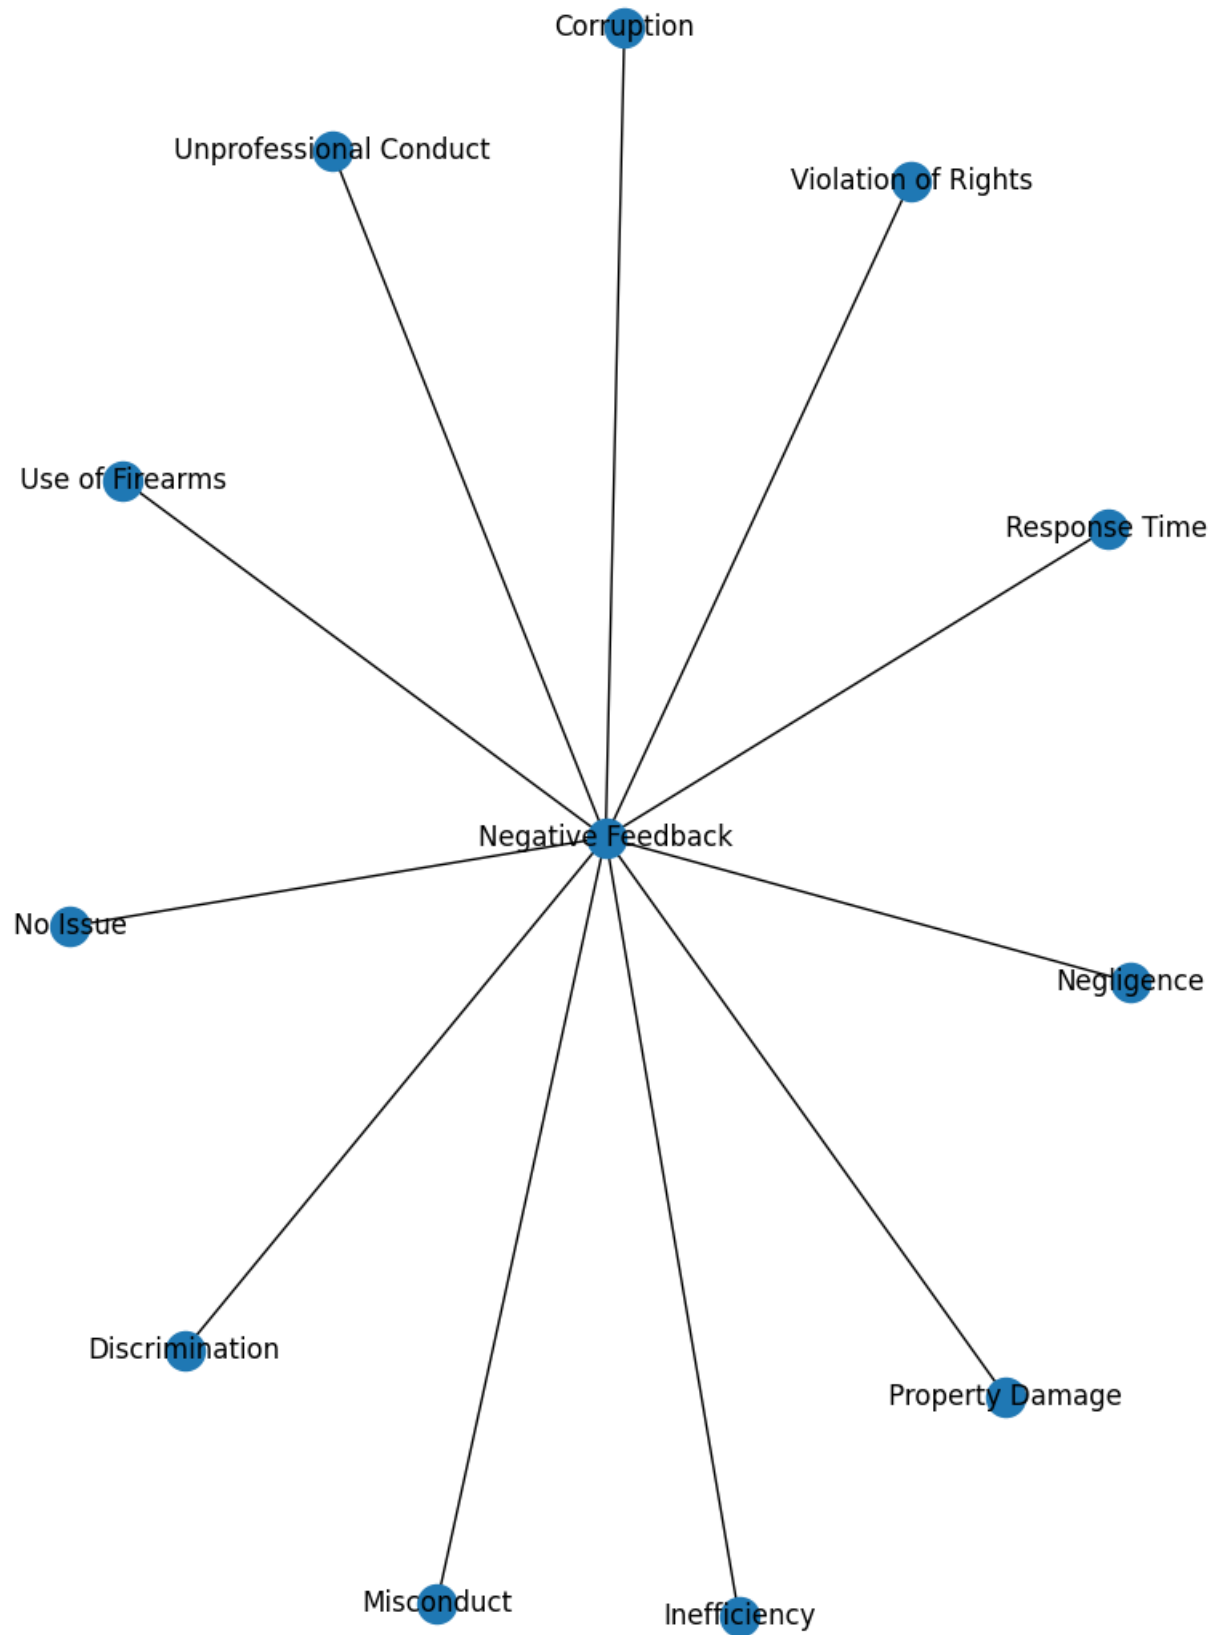 Corruption
Unprofessional Conduct
Violation of Rights
Use of Firearms
Response Time
Negative Feedback
No Issue
Negligence
Discrimination
Property Damage
Misconduct
Inefficiency